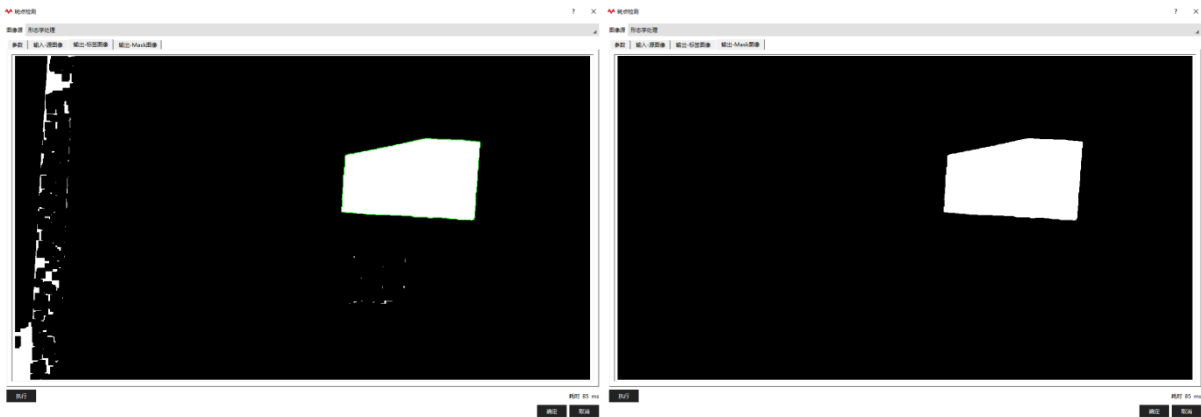 斑点检测 ? ×
图像源 形态学处理
参数 输入-源图像 输出-标签图像 输出-Mask图像
执行
耗时 85 ms
确定 取消
斑点检测 ? ×
图像源 形态学处理
参数 输入-源图像 输出-标签图像 输出-Mask图像
执行
耗时 85 ms
确定 取消